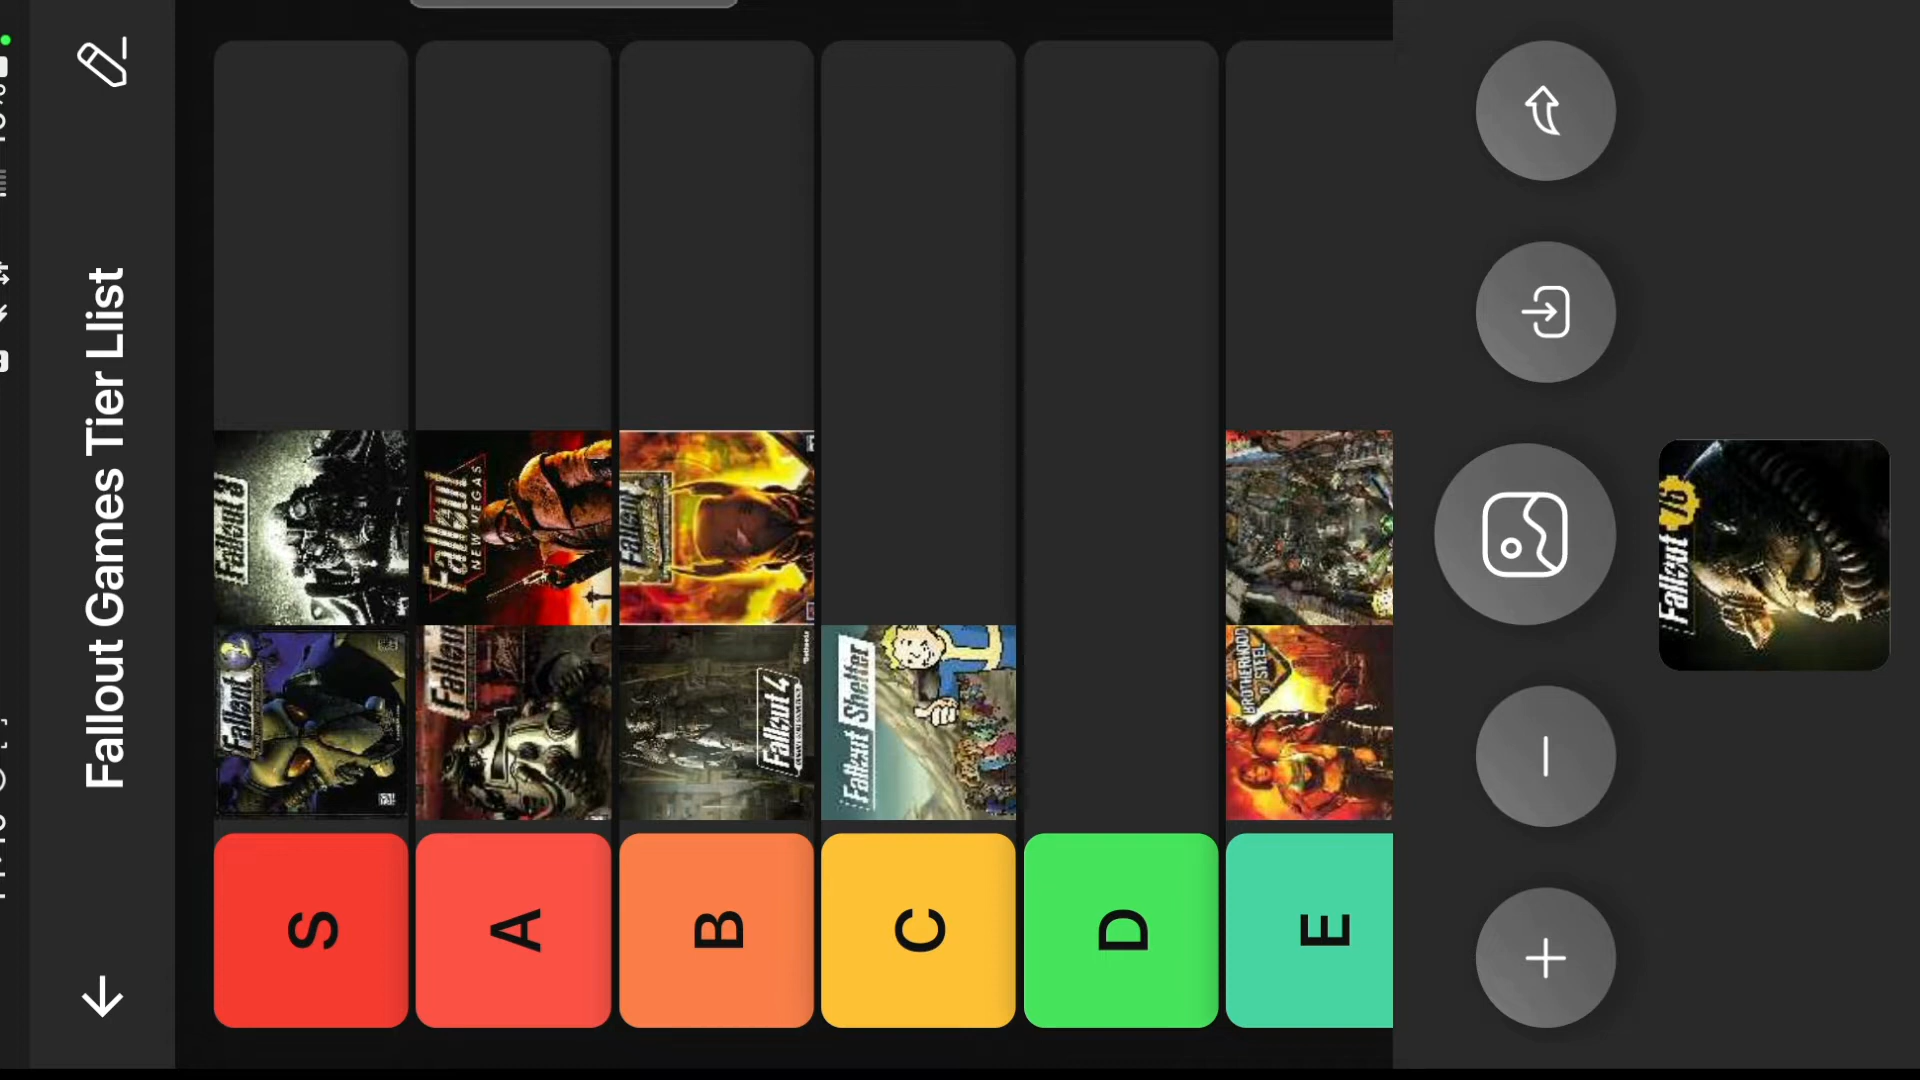 Fallout Games Tier Llist
S
Fallout 2
Fallout 3
A
Fallout
Fallout
NEW VEGAS
B
Fallout 4
Fallout
C
Fallout Shelter
D
E
BROTHERHOOD
OF STEEL
Fallout 76